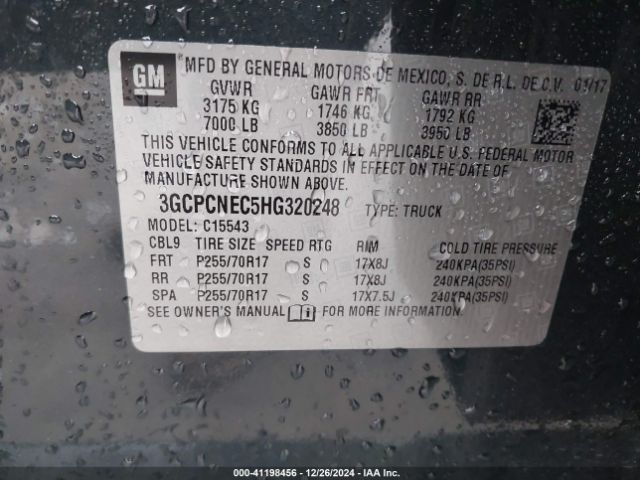 GM
MFD BY GENERAL MOTORS DE MEXICO, S. DE R.L. DE C.V. 01/17
GVWR GAWR FRT GAWR RR
3175 KG 1746 KG 1792 KG
7000 LB 3850 LB 3950 LB
THIS VEHICLE CONFORMS TO ALL APPLICABLE U.S. FEDERAL MOTOR
VEHICLE/SAFETY STANDARDS IN EFFECT ON THE DATE OF
MANUFACTURE SHOWN ABOVE.
3GCPCNEC5HG320248 TYPE: TRUCK
MODEL: C15543
CBL9 TIRE SIZE SPEED RTG RIM COLD TIRE PRESSURE
FRT P255/70R17 S 17X8J 240KPA(35PSI)
RR P255/70R17 S 17X8J 240KPA(35PSI)
SPA P255/70R17 S 17X7.5J 240KPA(35PSI)
SEE OWNER'S MANUAL FOR MORE INFORMATION.
000-41198456 • 12/26/2024 • IAA Inc.